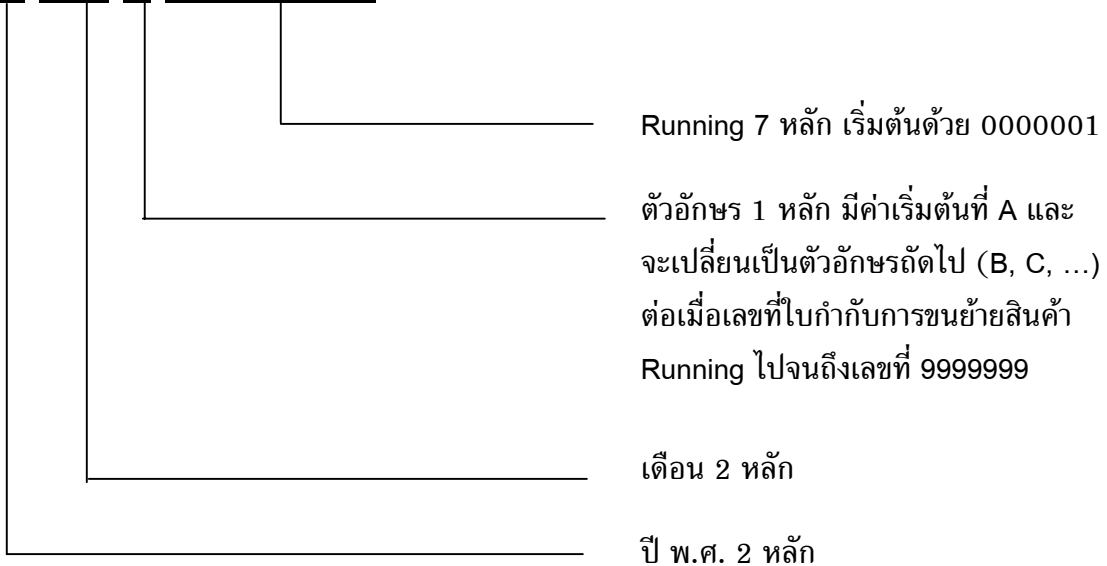 Running 7 หลัก เริ่มต้นด้วย 0000001
ตัวอักษร 1 หลัก มีค่าเริ่มต้นที่ A และ
จะเปลี่ยนเป็นตัวอักษรถัดไป (B, C, …)
ต่อเมื่อเลขที่ใบกำกับการขนย้ายสินค้า
Running ไปจนถึงเลขที่ 9999999
เดือน 2 หลัก
ปี พ.ศ. 2 หลัก